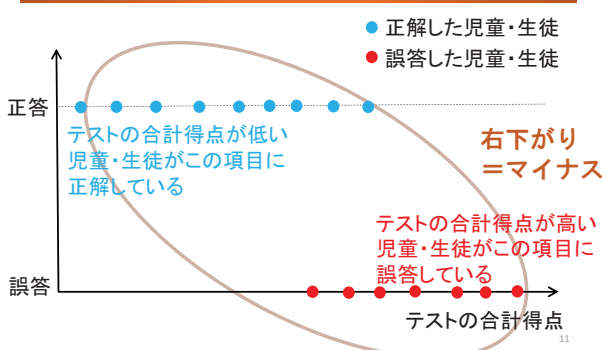 正解した児童・生徒
誤答した児童・生徒
正答
テストの合計得点が低い
児童・生徒がこの項目に
正解している
右下がり
＝マイナス
テストの合計得点が高い
児童・生徒がこの項目に
誤答している
誤答
テストの合計得点
11